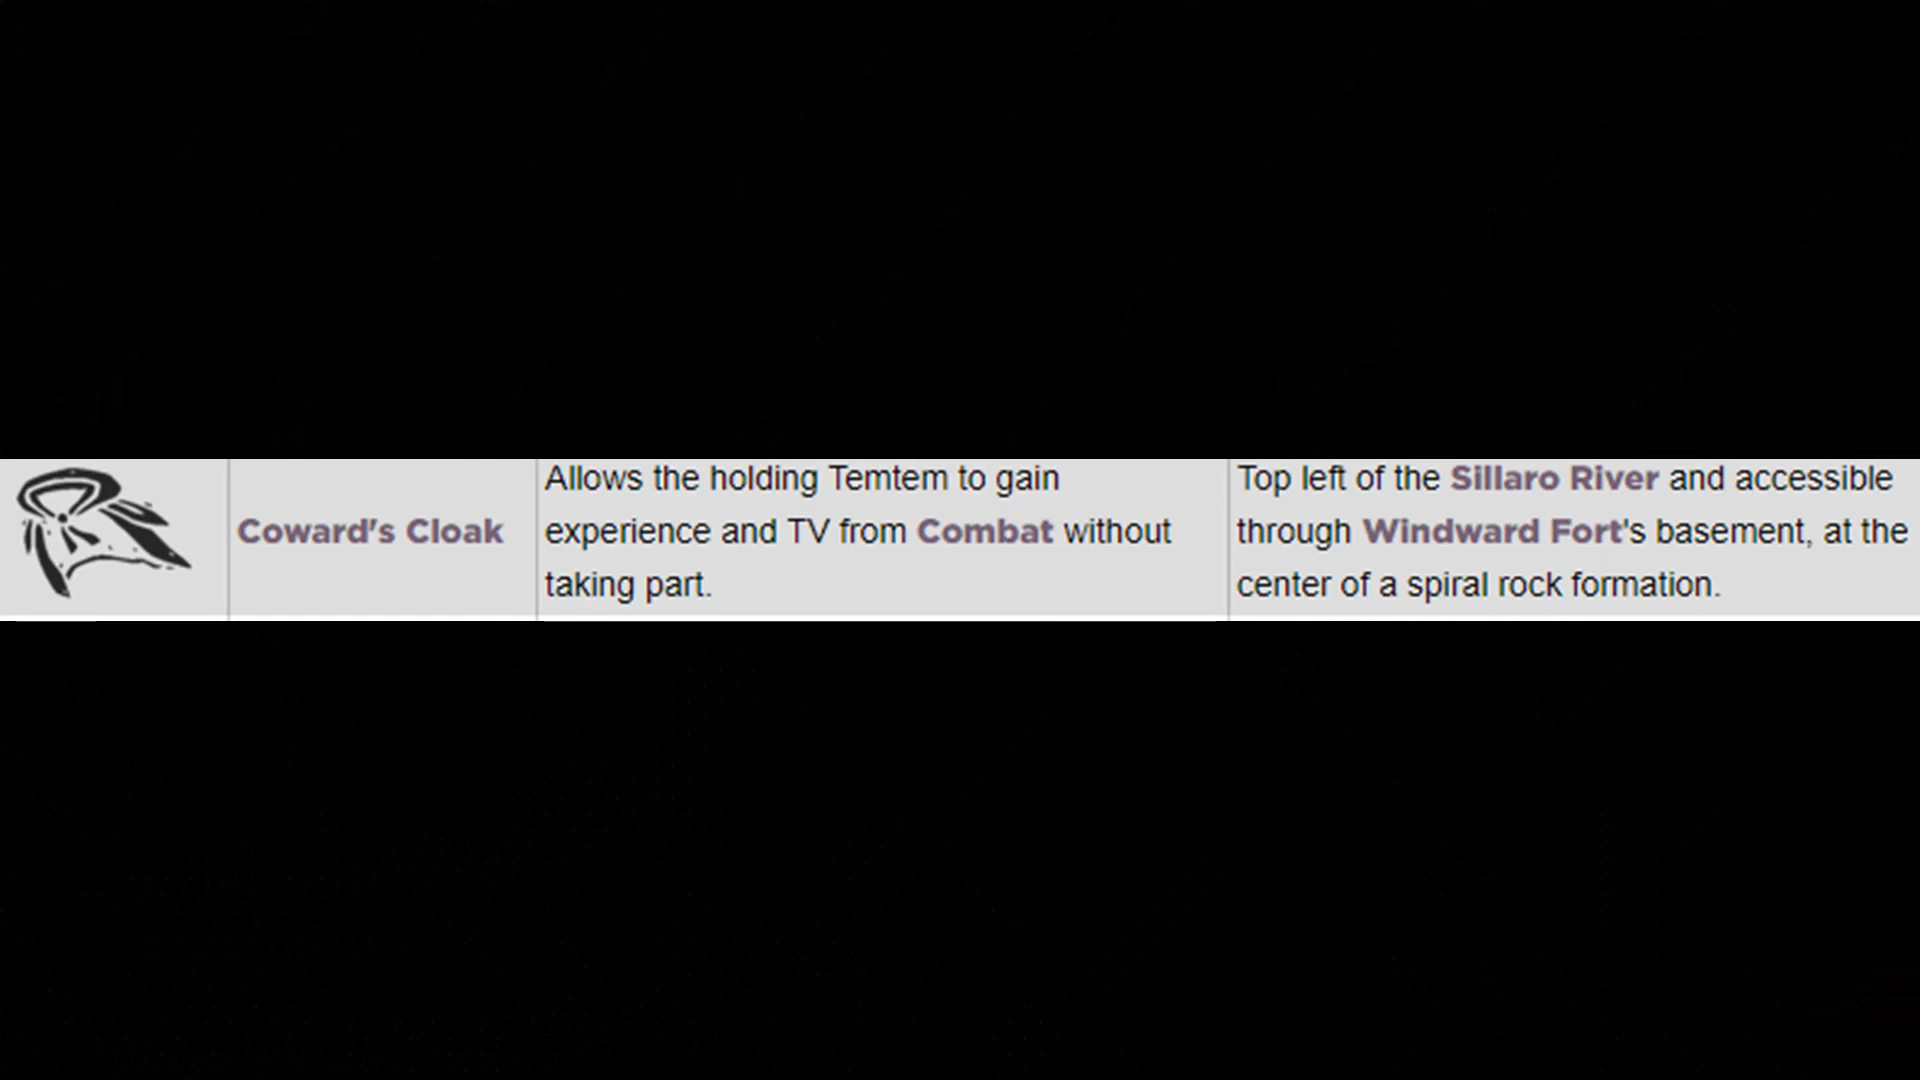 Coward's Cloak
Allows the holding Temtem to gain
experience and TV from Combat without
taking part.
Top left of the Sillaro River and accessible
through Windward Fort's basement, at the
center of a spiral rock formation.